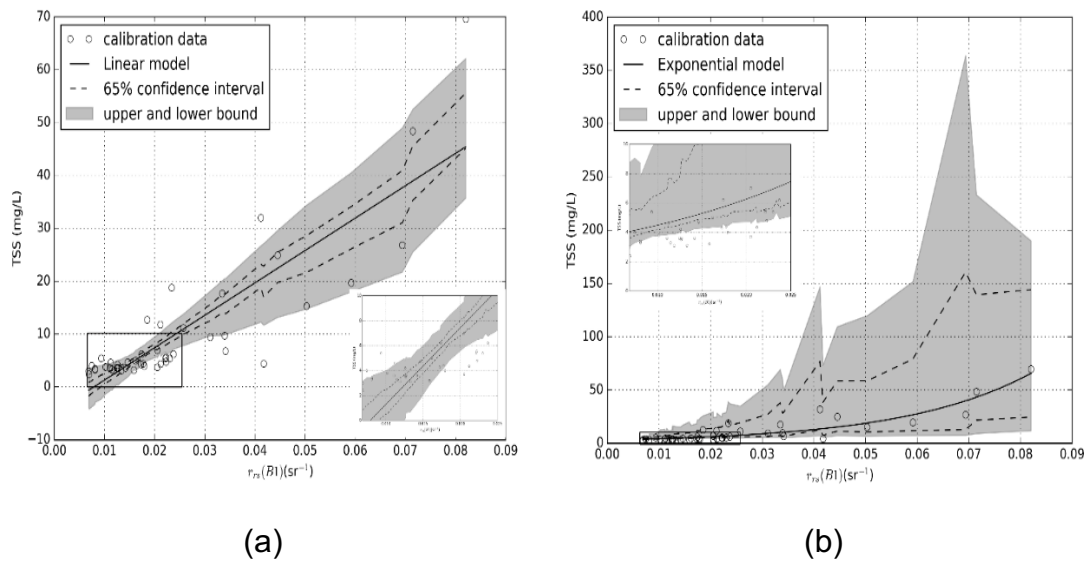 70
60
50
40
30
20
10
0
−10
TSS (mg/L)
calibration data
Linear model
65% confidence interval
upper and lower bound
0.00 0.01 0.02 0.03 0.04 0.05 0.06 0.07 0.08 0.09
r_rs(B1)(sr⁻¹)
(a)
400
350
300
250
200
150
100
50
0
TSS (mg/L)
calibration data
Exponential model
65% confidence interval
upper and lower bound
0.00 0.01 0.02 0.03 0.04 0.05 0.06 0.07 0.08 0.09
r_rs(B1)(sr⁻¹)
(b)